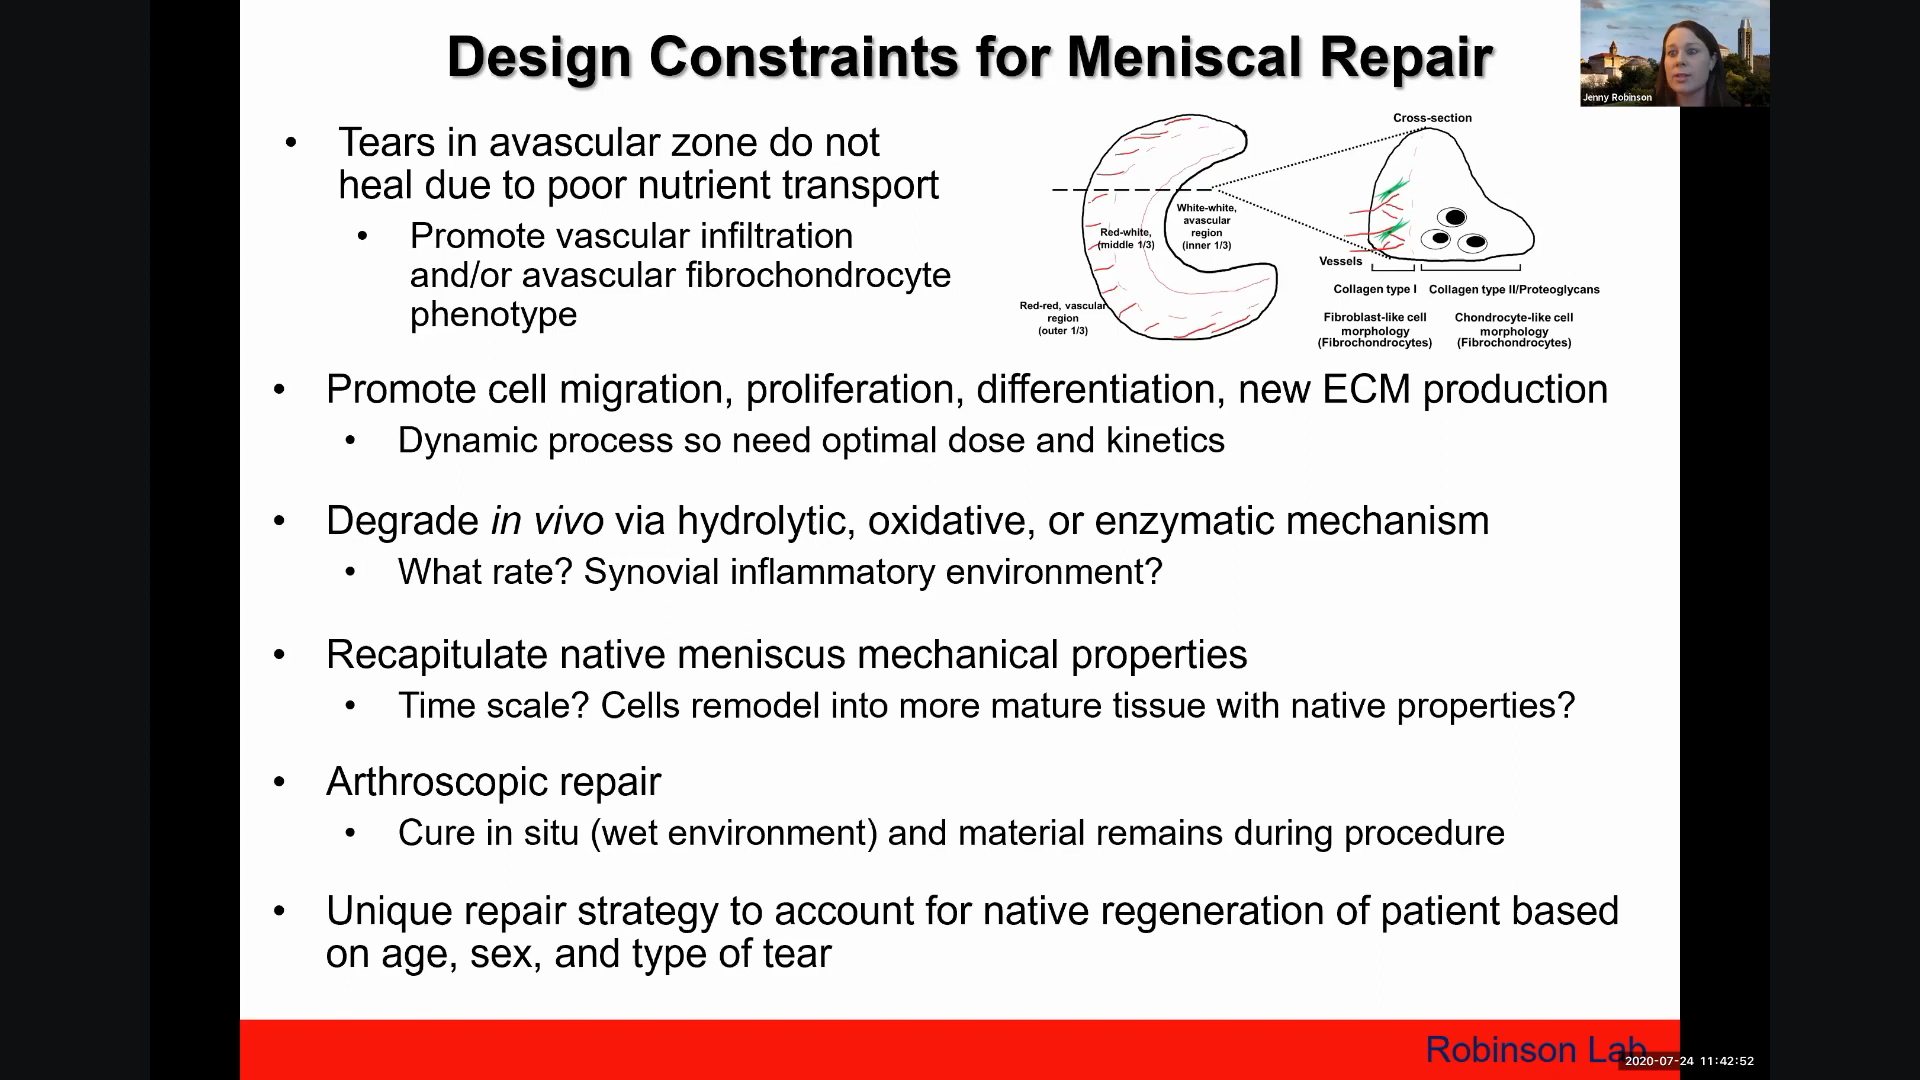 Design Constraints for Meniscal Repair
Jenny Robinson
• Tears in avascular zone do not
heal due to poor nutrient transport
• Promote vascular infiltration
and/or avascular fibrochondrocyte
phenotype
Cross-section
White-white,
avascular
region
(inner 1/3)
Red-white,
(middle 1/3)
Red-red, vascular
region
(outer 1/3)
Vessels
Collagen type I
Collagen type II/Proteoglycans
Fibroblast-like cell
morphology
(Fibrochondrocytes)
Chondrocyte-like cell
morphology
(Fibrochondrocytes)
• Promote cell migration, proliferation, differentiation, new ECM production
• Dynamic process so need optimal dose and kinetics
• Degrade in vivo via hydrolytic, oxidative, or enzymatic mechanism
• What rate? Synovial inflammatory environment?
• Recapitulate native meniscus mechanical properties
• Time scale? Cells remodel into more mature tissue with native properties?
• Arthroscopic repair
• Cure in situ (wet environment) and material remains during procedure
• Unique repair strategy to account for native regeneration of patient based
on age, sex, and type of tear
Robinson Lab
2020-07-24 11:42:52